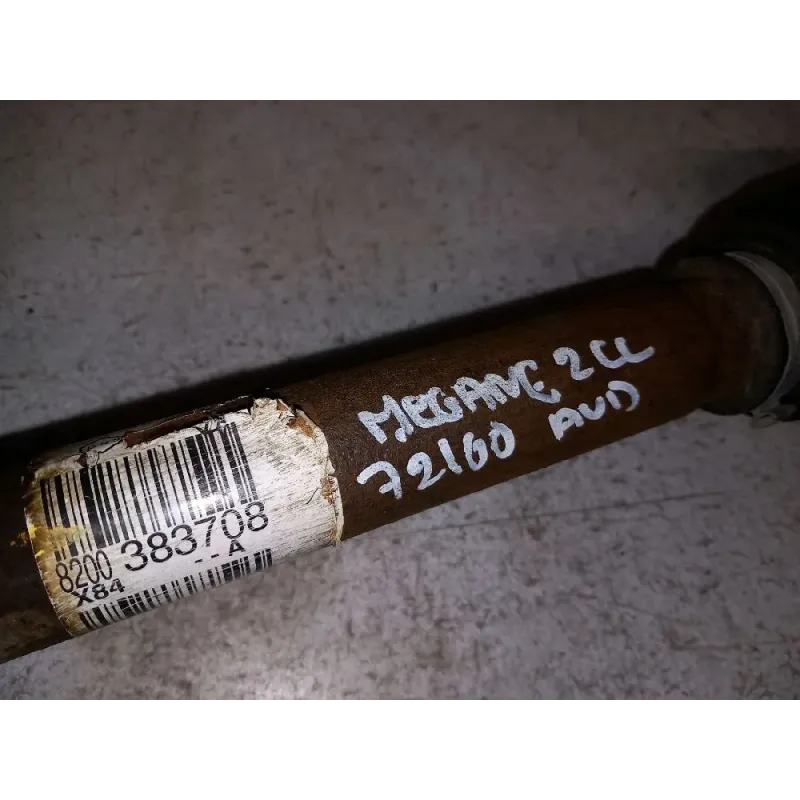 8200 383708
X84 --A
MEGANE 2 CC
72160 AVD